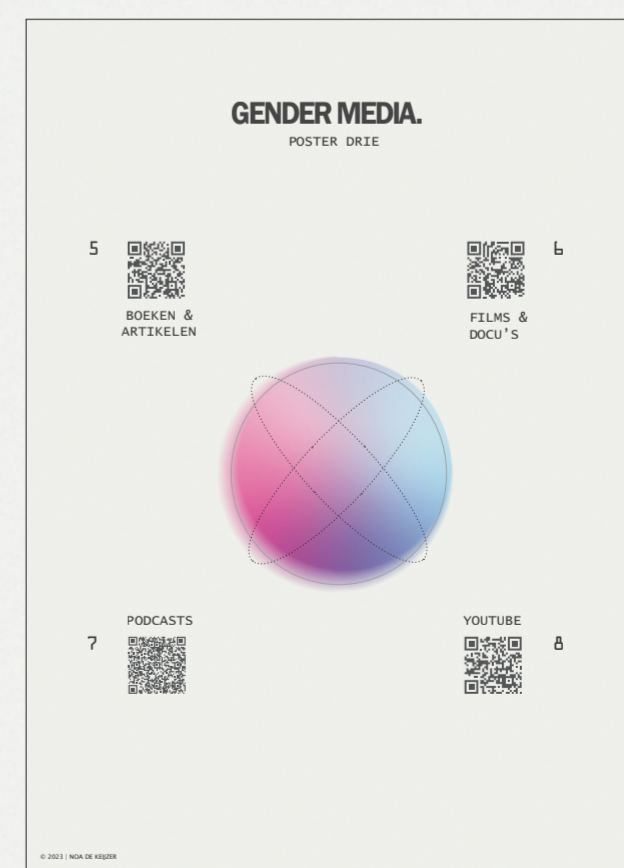 GENDER MEDIA.
POSTER DRIE
5
6
BOEKEN &
ARTIKELEN
FILMS &
DOCU'S
PODCASTS
YOUTUBE
7
8
© 2023 | NOA DE KEIJZER